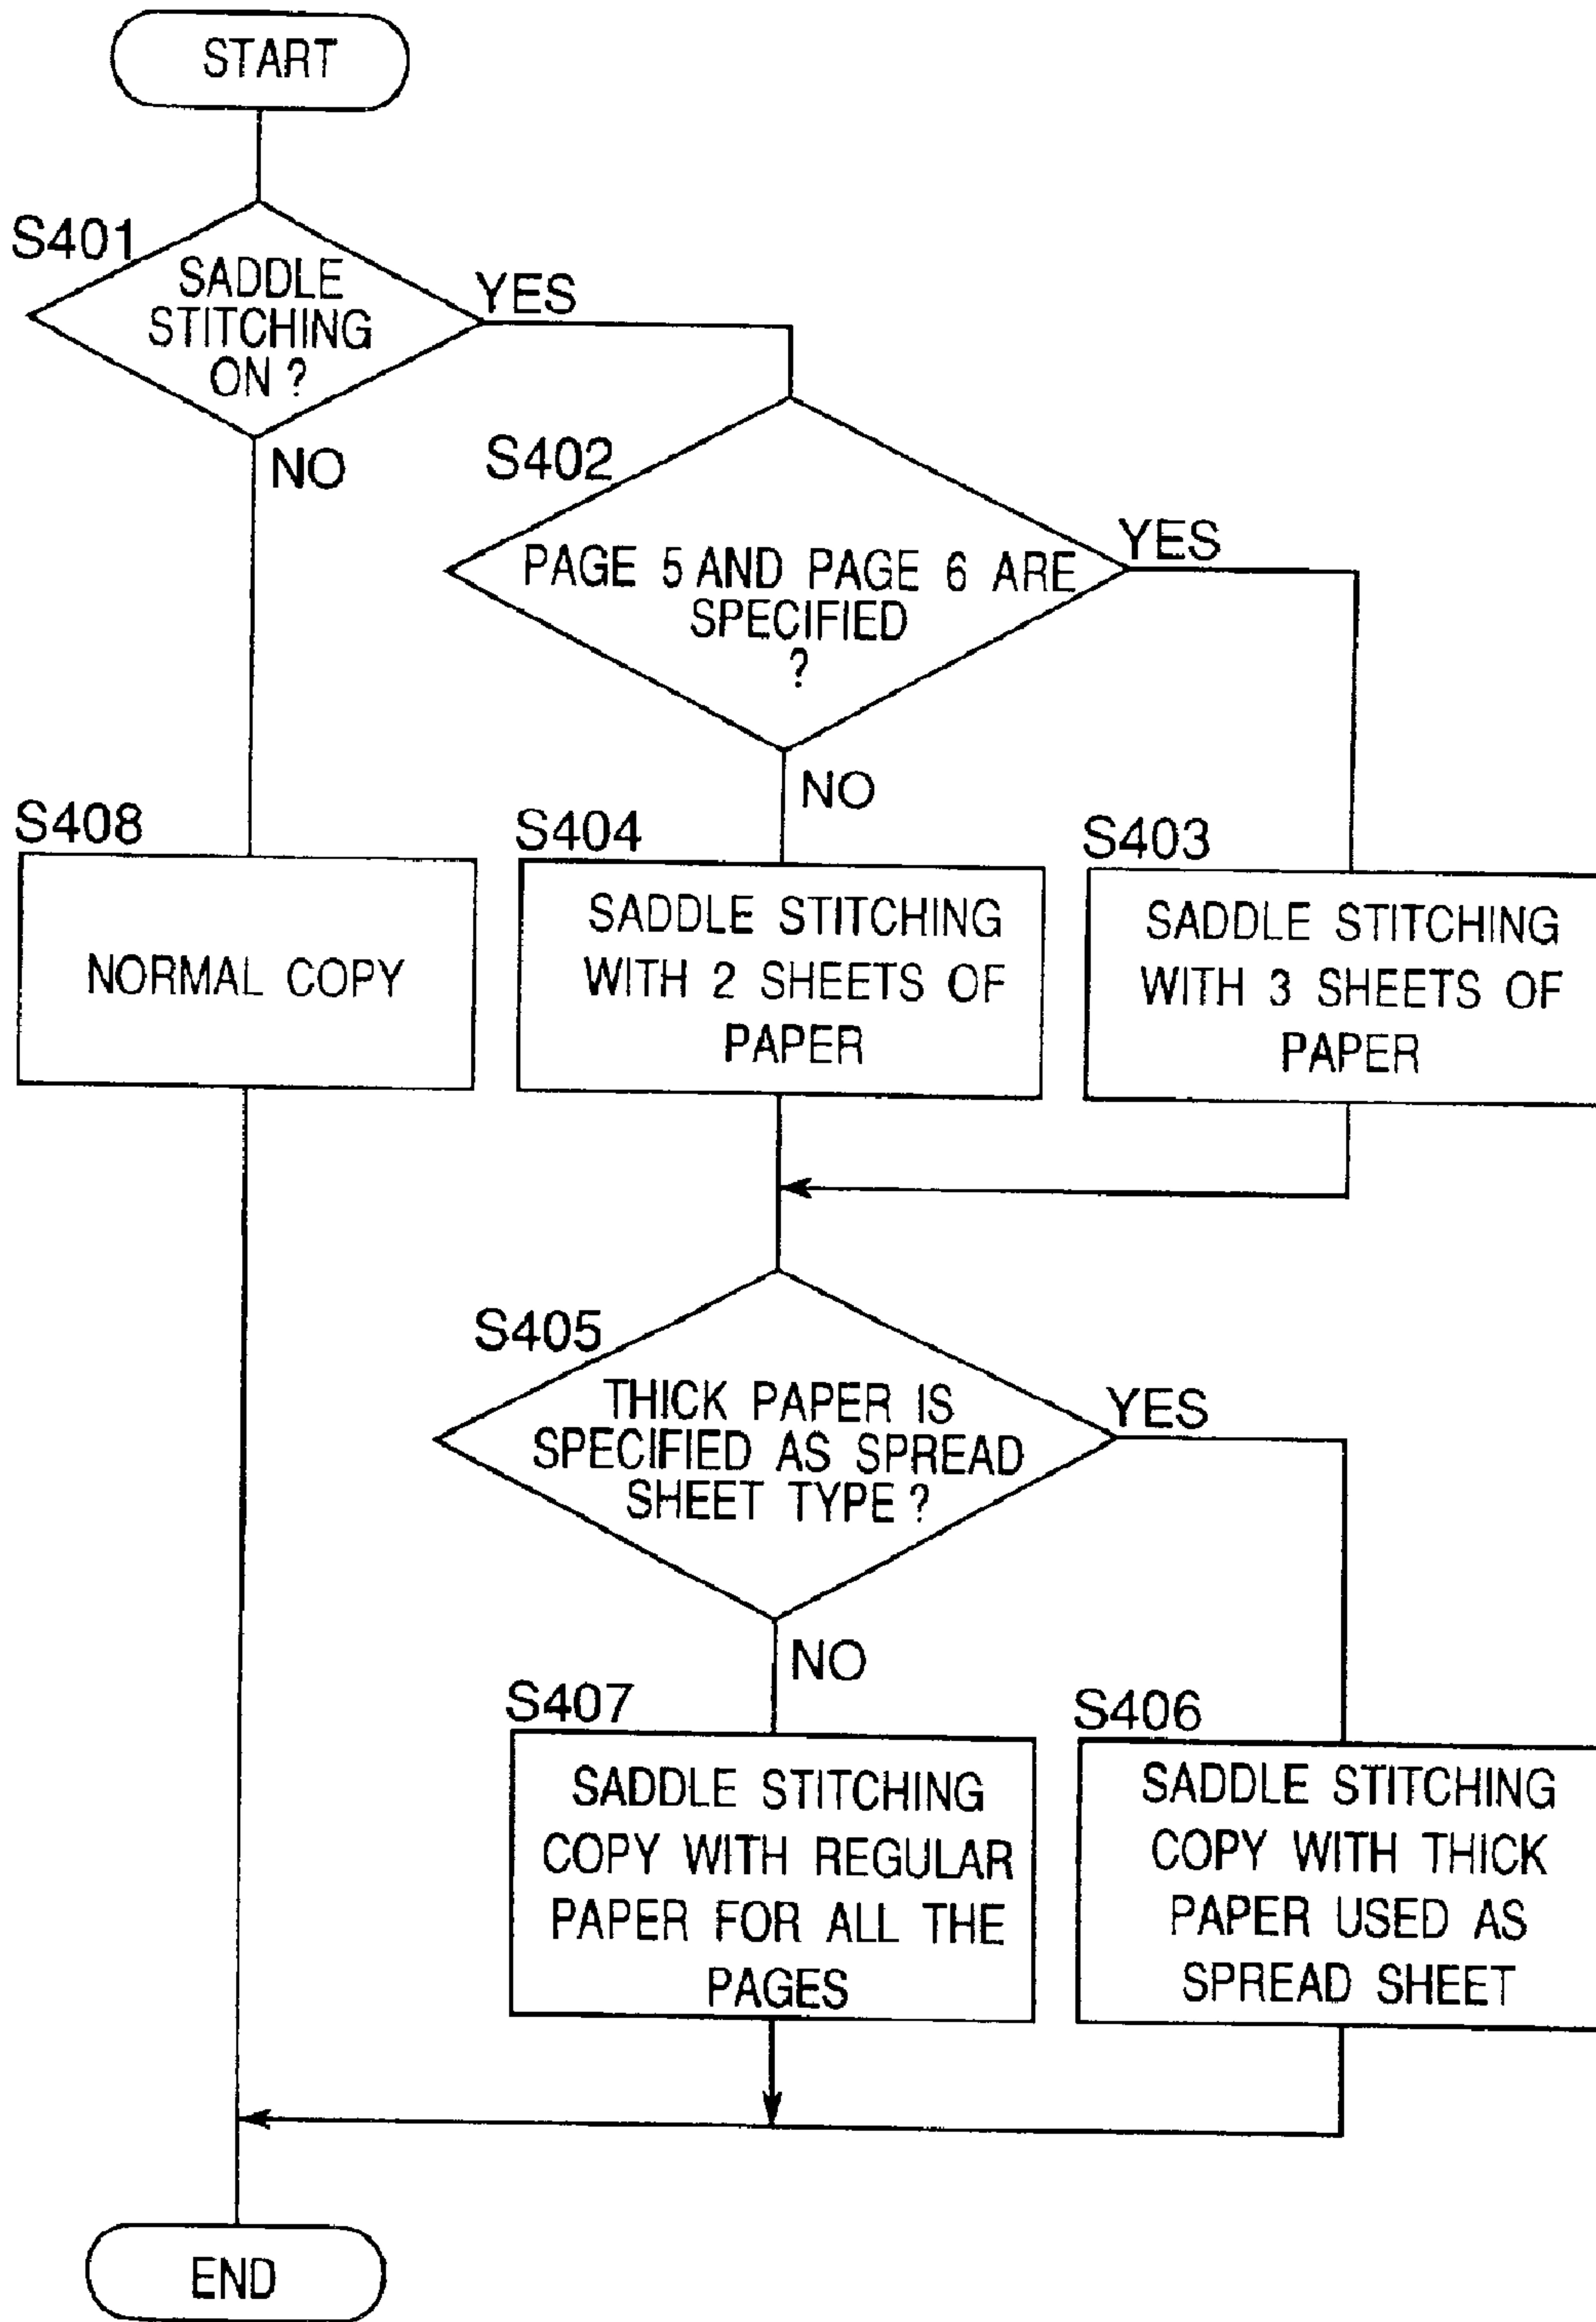 START
S401
SADDLE
STITCHING
ON ?
YES
NO
S402
PAGE 5 AND PAGE 6 ARE
SPECIFIED
?
YES
NO
S408
NORMAL COPY
S404
SADDLE STITCHING
WITH 2 SHEETS OF
PAPER
S403
SADDLE STITCHING
WITH 3 SHEETS OF
PAPER
S405
THICK PAPER IS
SPECIFIED AS SPREAD
SHEET TYPE ?
YES
NO
S407
SADDLE STITCHING
COPY WITH REGULAR
PAPER FOR ALL THE
PAGES
S406
SADDLE STITCHING
COPY WITH THICK
PAPER USED AS
SPREAD SHEET
END